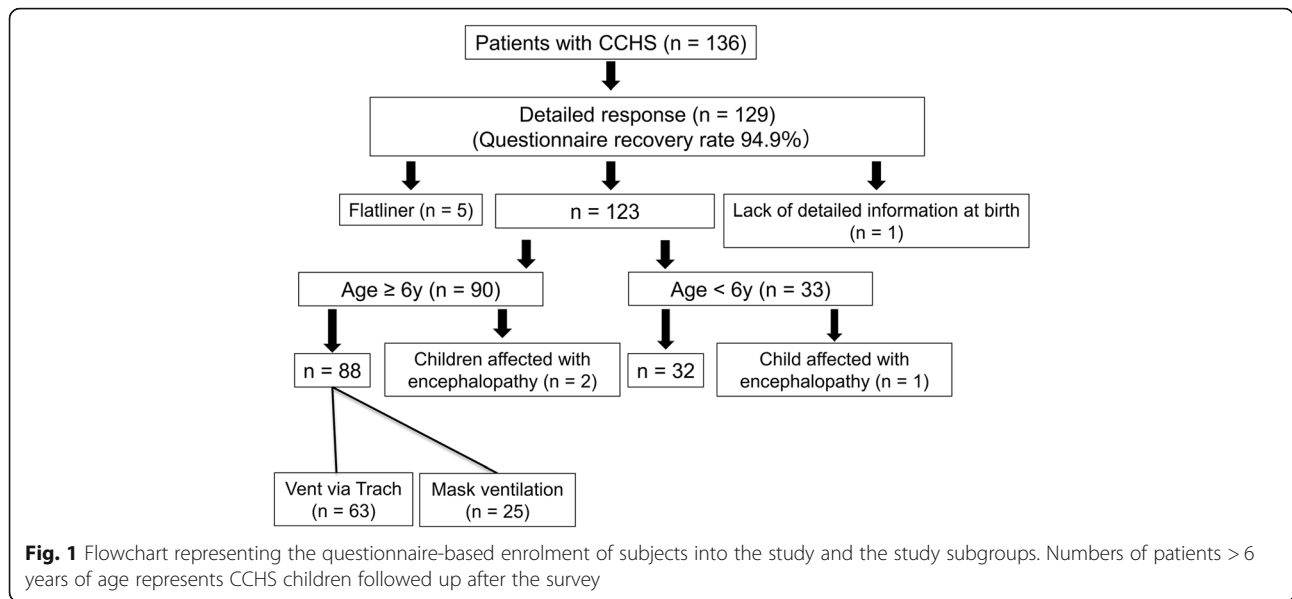 Patients with CCHS (n = 136)
Detailed response (n = 129)
(Questionnaire recovery rate 94.9%)
Flatliner (n = 5)
n = 123
Lack of detailed information at birth
(n = 1)
Age ≥ 6y (n = 90)
Age < 6y (n = 33)
n = 88
Children affected with
encephalopathy (n = 2)
n = 32
Child affected with
encephalopathy (n = 1)
Vent via Trach
(n = 63)
Mask ventilation
(n = 25)
Fig. 1 Flowchart representing the questionnaire-based enrolment of subjects into the study and the study subgroups. Numbers of patients > 6
years of age represents CCHS children followed up after the survey